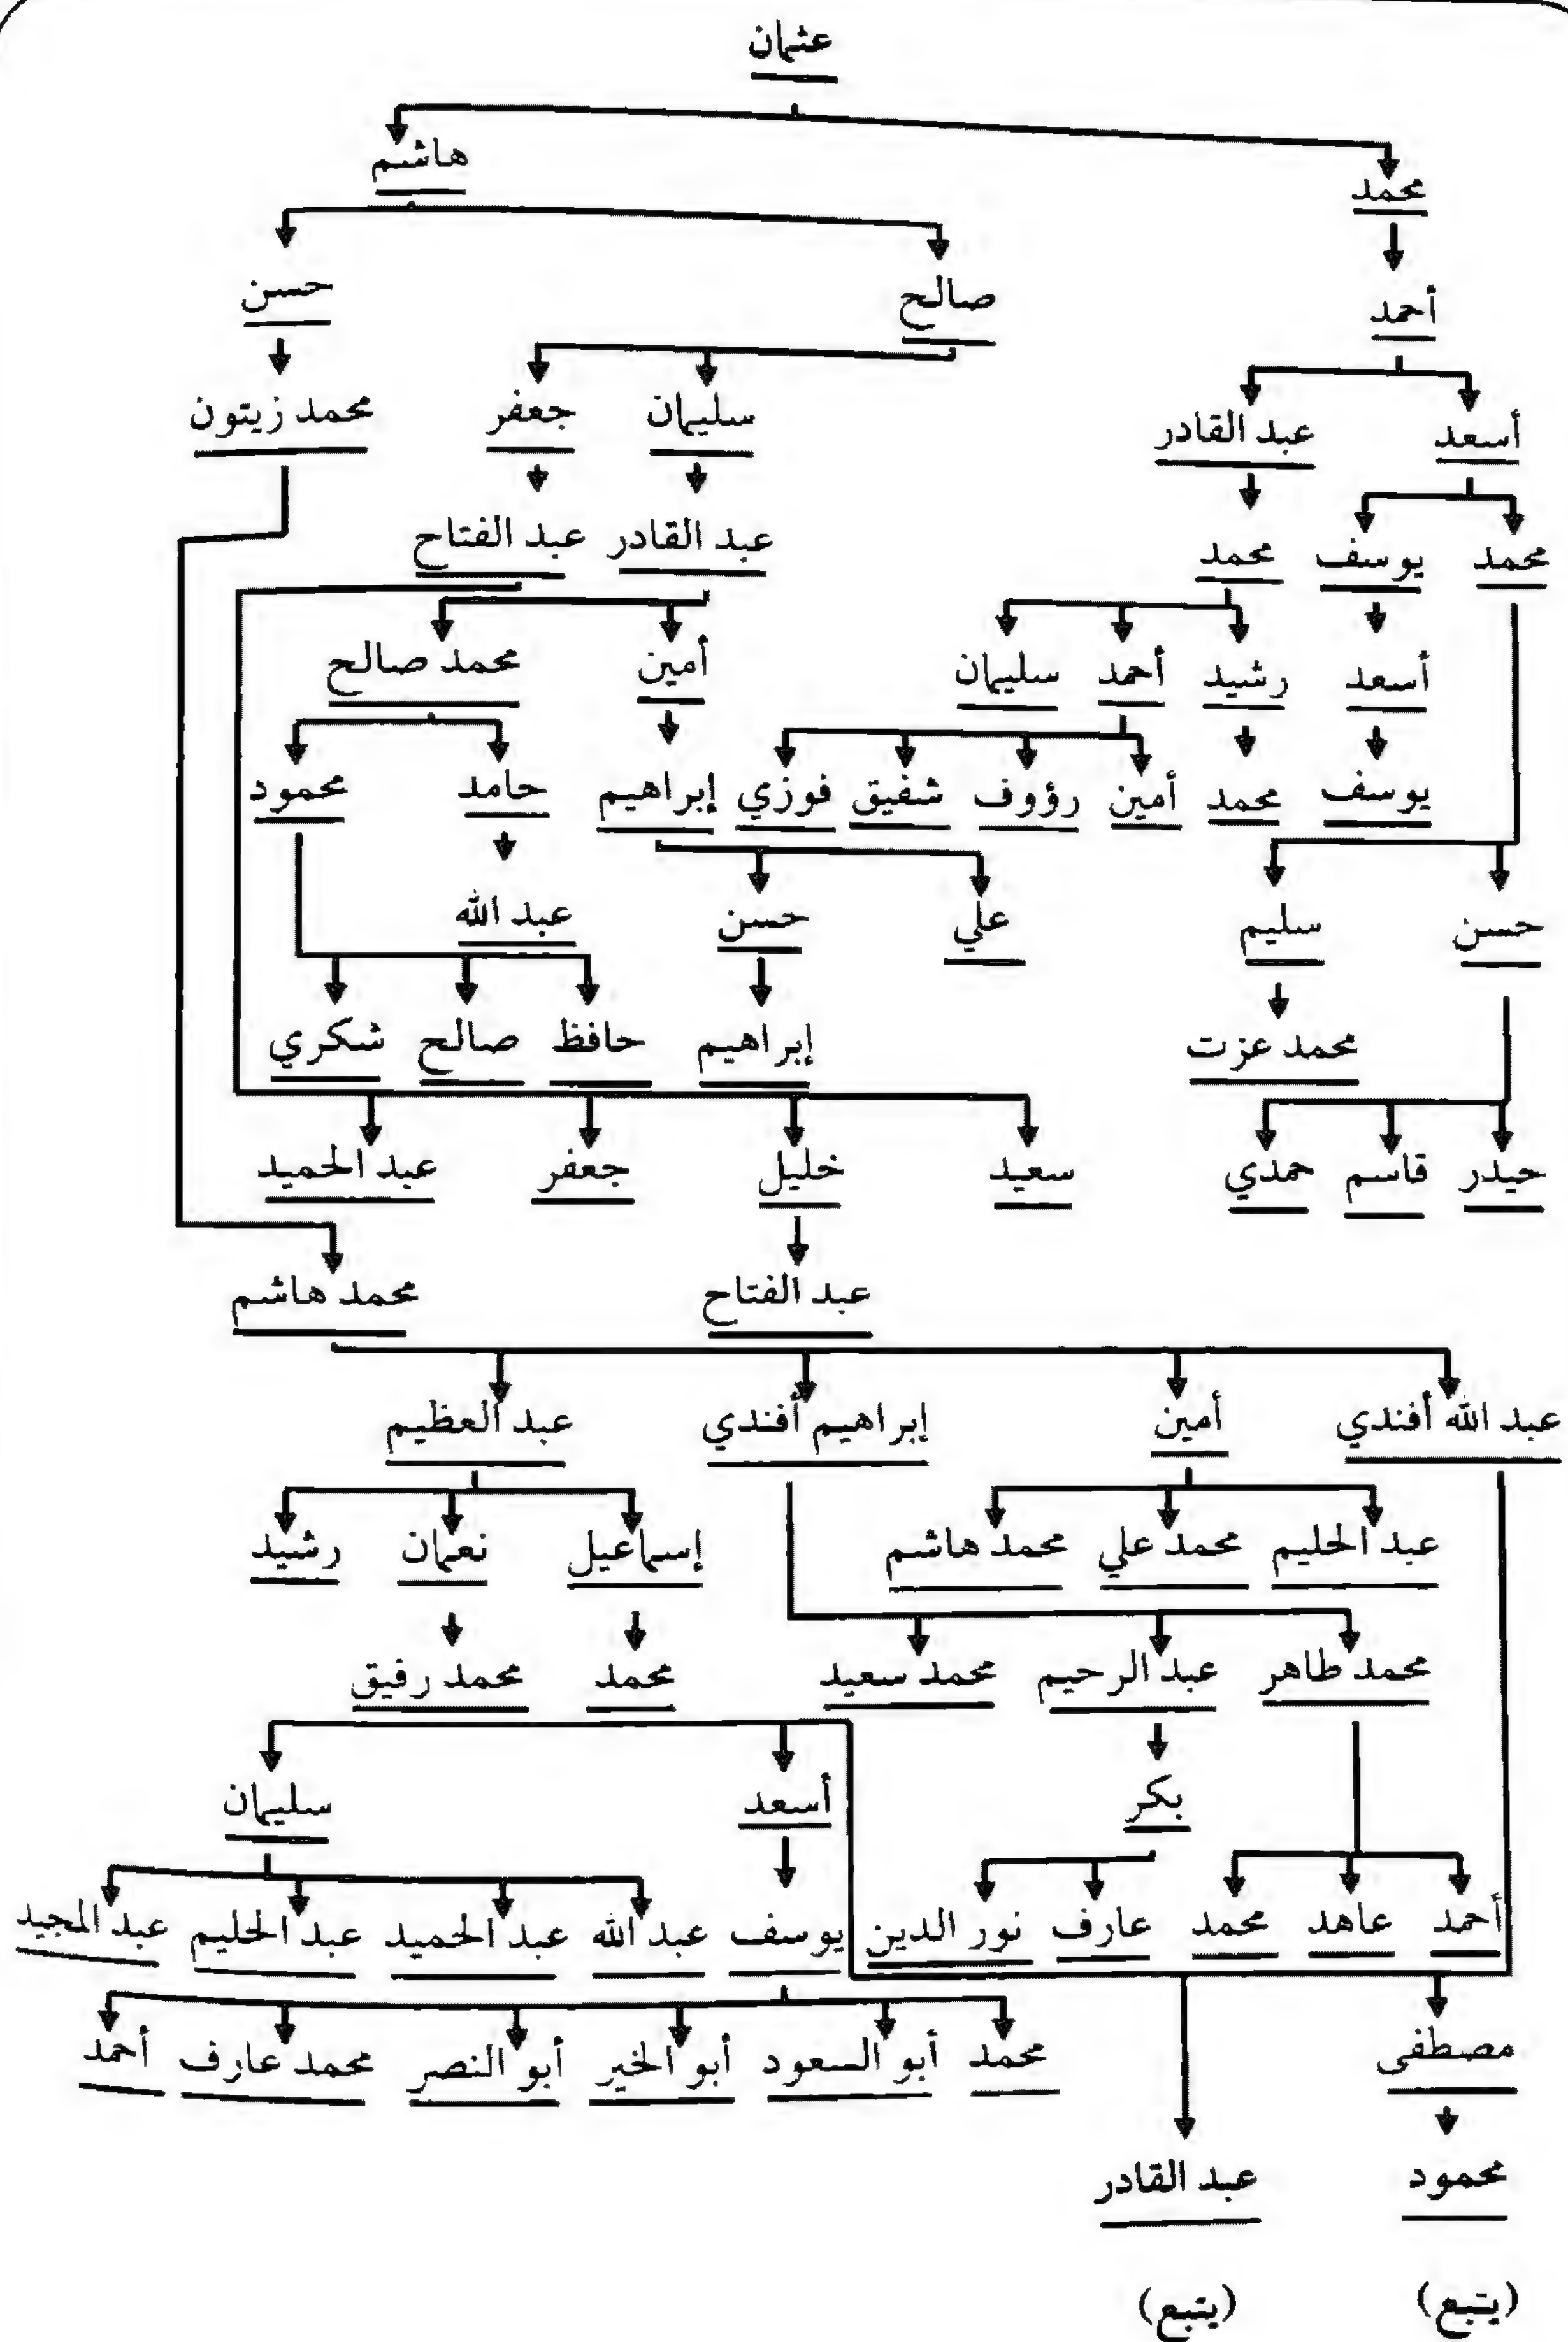 عثمان
هاشم
محمد
حسن
صالح
أحمد
محمد زيتون
جعفر
سليمان
عبد القادر
أسعد
عبد الفتاح
عبد القادر
محمد
يوسف
محمد
محمد صالح
أمين
سليمان
أحمد
رشيد
أسعد
محمود
حامد
إبراهيم
فوزي
شفيق
رؤوف
أمين
محمد
يوسف
عبد الله
حسن
علي
سليم
حسن
شكري
صالح
حافظ
إبراهيم
محمد عزت
عبد الحميد
جعفر
خليل
سعيد
حمدي
قاسم
حيدر
محمد هاشم
عبد الفتاح
عبد العظيم
إبراهيم أفندي
أمين
عبد الله أفندي
رشيد
نعمان
إسماعيل
محمد هاشم
محمد علي
عبد الحليم
محمد رفيق
محمد
محمد سعيد
عبد الرحيم
محمد طاهر
سليمان
أسعد
بكر
عبد المجيد
عبد الحليم
عبد الحميد
عبد الله
يوسف
نور الدين
عارف
محمد
عاهد
أحمد
أحمد
محمد عارف
أبو النصر
أبو الخير
أبو السعود
محمد
مصطفى
عبد القادر
محمود
(يتبع)
(يتبع)